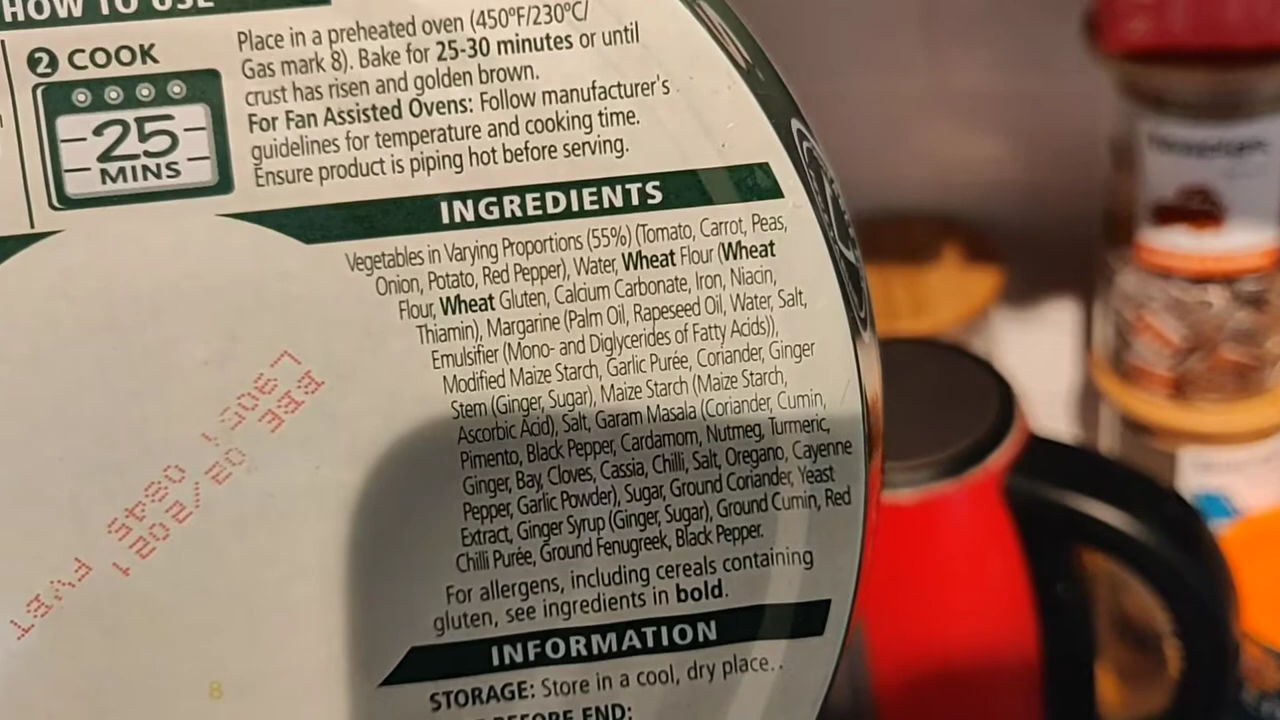 HOW TO USE
2 COOK
25
MINS
Place in a preheated oven (450ºF/230ºC/
Gas mark 8). Bake for 25-30 minutes or until
crust has risen and golden brown.
For Fan Assisted Ovens: Follow manufacturer's
guidelines for temperature and cooking time.
Ensure product is piping hot before serving.
INGREDIENTS
Vegetables in Varying Proportions (55%) (Tomato, Carrot, Peas,
Onion, Potato, Red Pepper), Water, Wheat Flour (Wheat
Flour, Wheat Gluten, Calcium Carbonate, Iron, Niacin,
Thiamin), Margarine (Palm Oil, Rapeseed Oil, Water, Salt,
Emulsifier (Mono- and Diglycerides of Fatty Acids)),
Modified Maize Starch, Garlic Purée, Coriander, Ginger
Stem (Ginger, Sugar), Maize Starch (Maize Starch,
Ascorbic Acid), Salt, Garam Masala (Coriander, Cumin,
Pimento, Black Pepper, Cardamom, Nutmeg, Turmeric,
Ginger, Bay, Cloves, Cassia, Chilli, Salt, Oregano, Cayenne
Pepper, Garlic Powder), Sugar, Ground Coriander, Yeast
Extract, Ginger Syrup (Ginger, Sugar), Ground Cumin, Red
Chilli Purée, Ground Fenugreek, Black Pepper.
For allergens, including cereals containing
gluten, see ingredients in bold.
INFORMATION
STORAGE: Store in a cool, dry place..
BEFORE END:
8